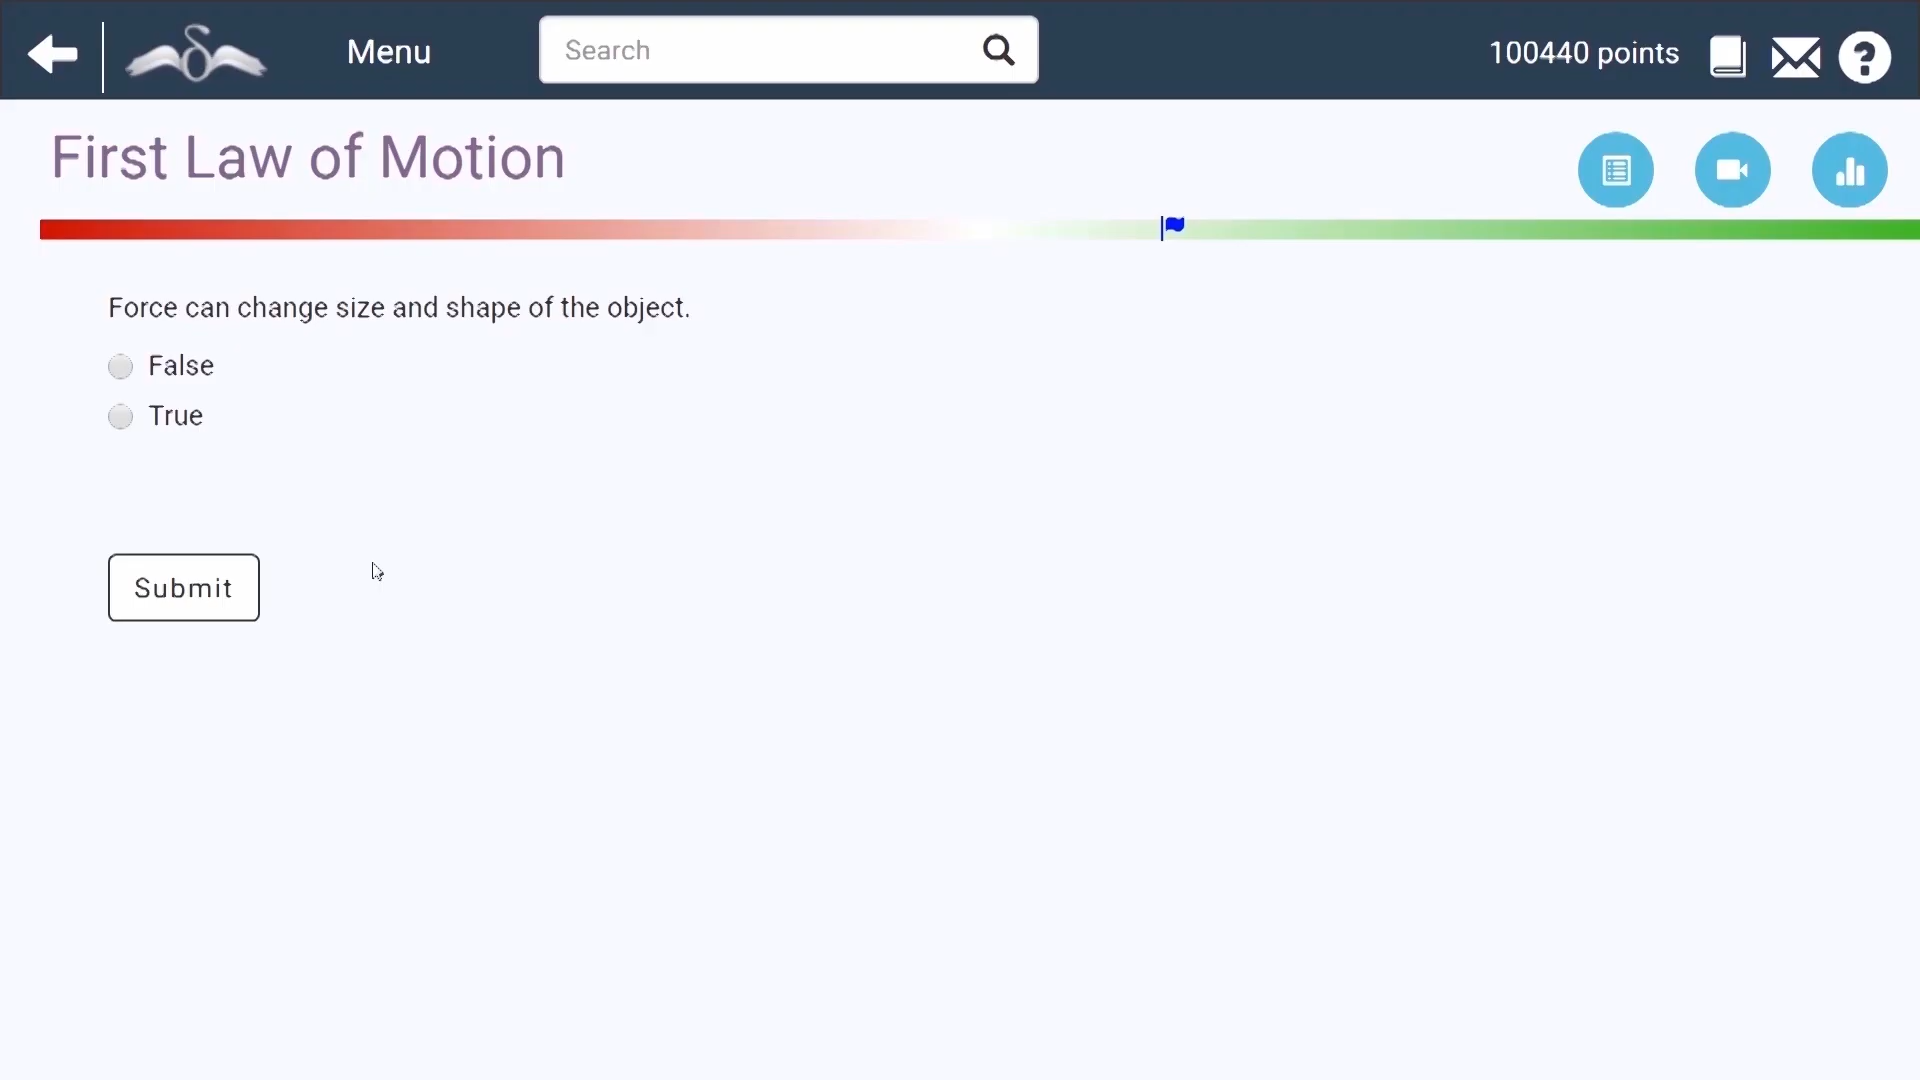 Menu
Search
100440 points
First Law of Motion
Force can change size and shape of the object.
False
True
Submit